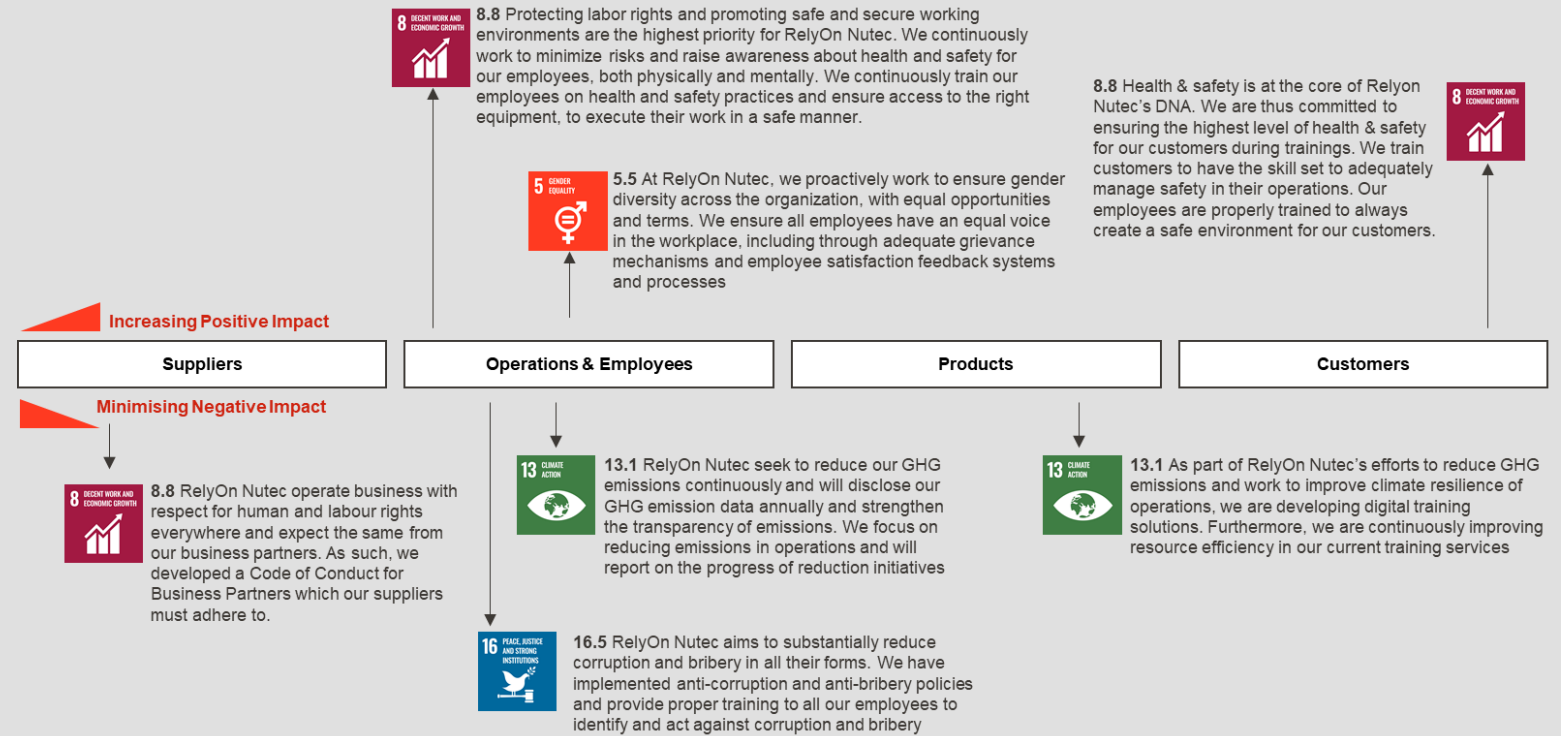 8 DECENT WORK AND
ECONOMIC GROWTH
8.8 Protecting labor rights and promoting safe and secure working
environments are the highest priority for RelyOn Nutec. We continuously
work to minimize risks and raise awareness about health and safety for
our employees, both physically and mentally. We continuously train our
employees on health and safety practices and ensure access to the right
equipment, to execute their work in a safe manner.
8.8 Health & safety is at the core of Relyon
Nutec's DNA. We are thus committed to
ensuring the highest level of health & safety
for our customers during trainings. We train
customers to have the skill set to adequately
manage safety in their operations. Our
employees are properly trained to always
create a safe environment for our customers.
8 DECENT WORK AND
ECONOMIC GROWTH
5 GENDER
EQUALITY
5.5 At RelyOn Nutec, we proactively work to ensure gender
diversity across the organization, with equal opportunities
and terms. We ensure all employees have an equal voice
in the workplace, including through adequate grievance
mechanisms and employee satisfaction feedback systems
and processes
Increasing Positive Impact
Suppliers
Operations & Employees
Products
Customers
Minimising Negative Impact
8 DECENT WORK AND
ECONOMIC GROWTH
8.8 RelyOn Nutec operate business with
respect for human and labour rights
everywhere and expect the same from
our business partners. As such, we
developed a Code of Conduct for
Business Partners which our suppliers
must adhere to.
13 CLIMATE
ACTION
13.1 RelyOn Nutec seek to reduce our GHG
emissions continuously and will disclose our
GHG emission data annually and strengthen
the transparency of emissions. We focus on
reducing emissions in operations and will
report on the progress of reduction initiatives
13 CLIMATE
ACTION
13.1 As part of RelyOn Nutec's efforts to reduce GHG
emissions and work to improve climate resilience of
operations, we are developing digital training
solutions. Furthermore, we are continuously improving
resource efficiency in our current training services
16 PEACE, JUSTICE
AND STRONG
INSTITUTIONS
16.5 RelyOn Nutec aims to substantially reduce
corruption and bribery in all their forms. We have
implemented anti-corruption and anti-bribery policies
and provide proper training to all our employees to
identify and act against corruption and bribery